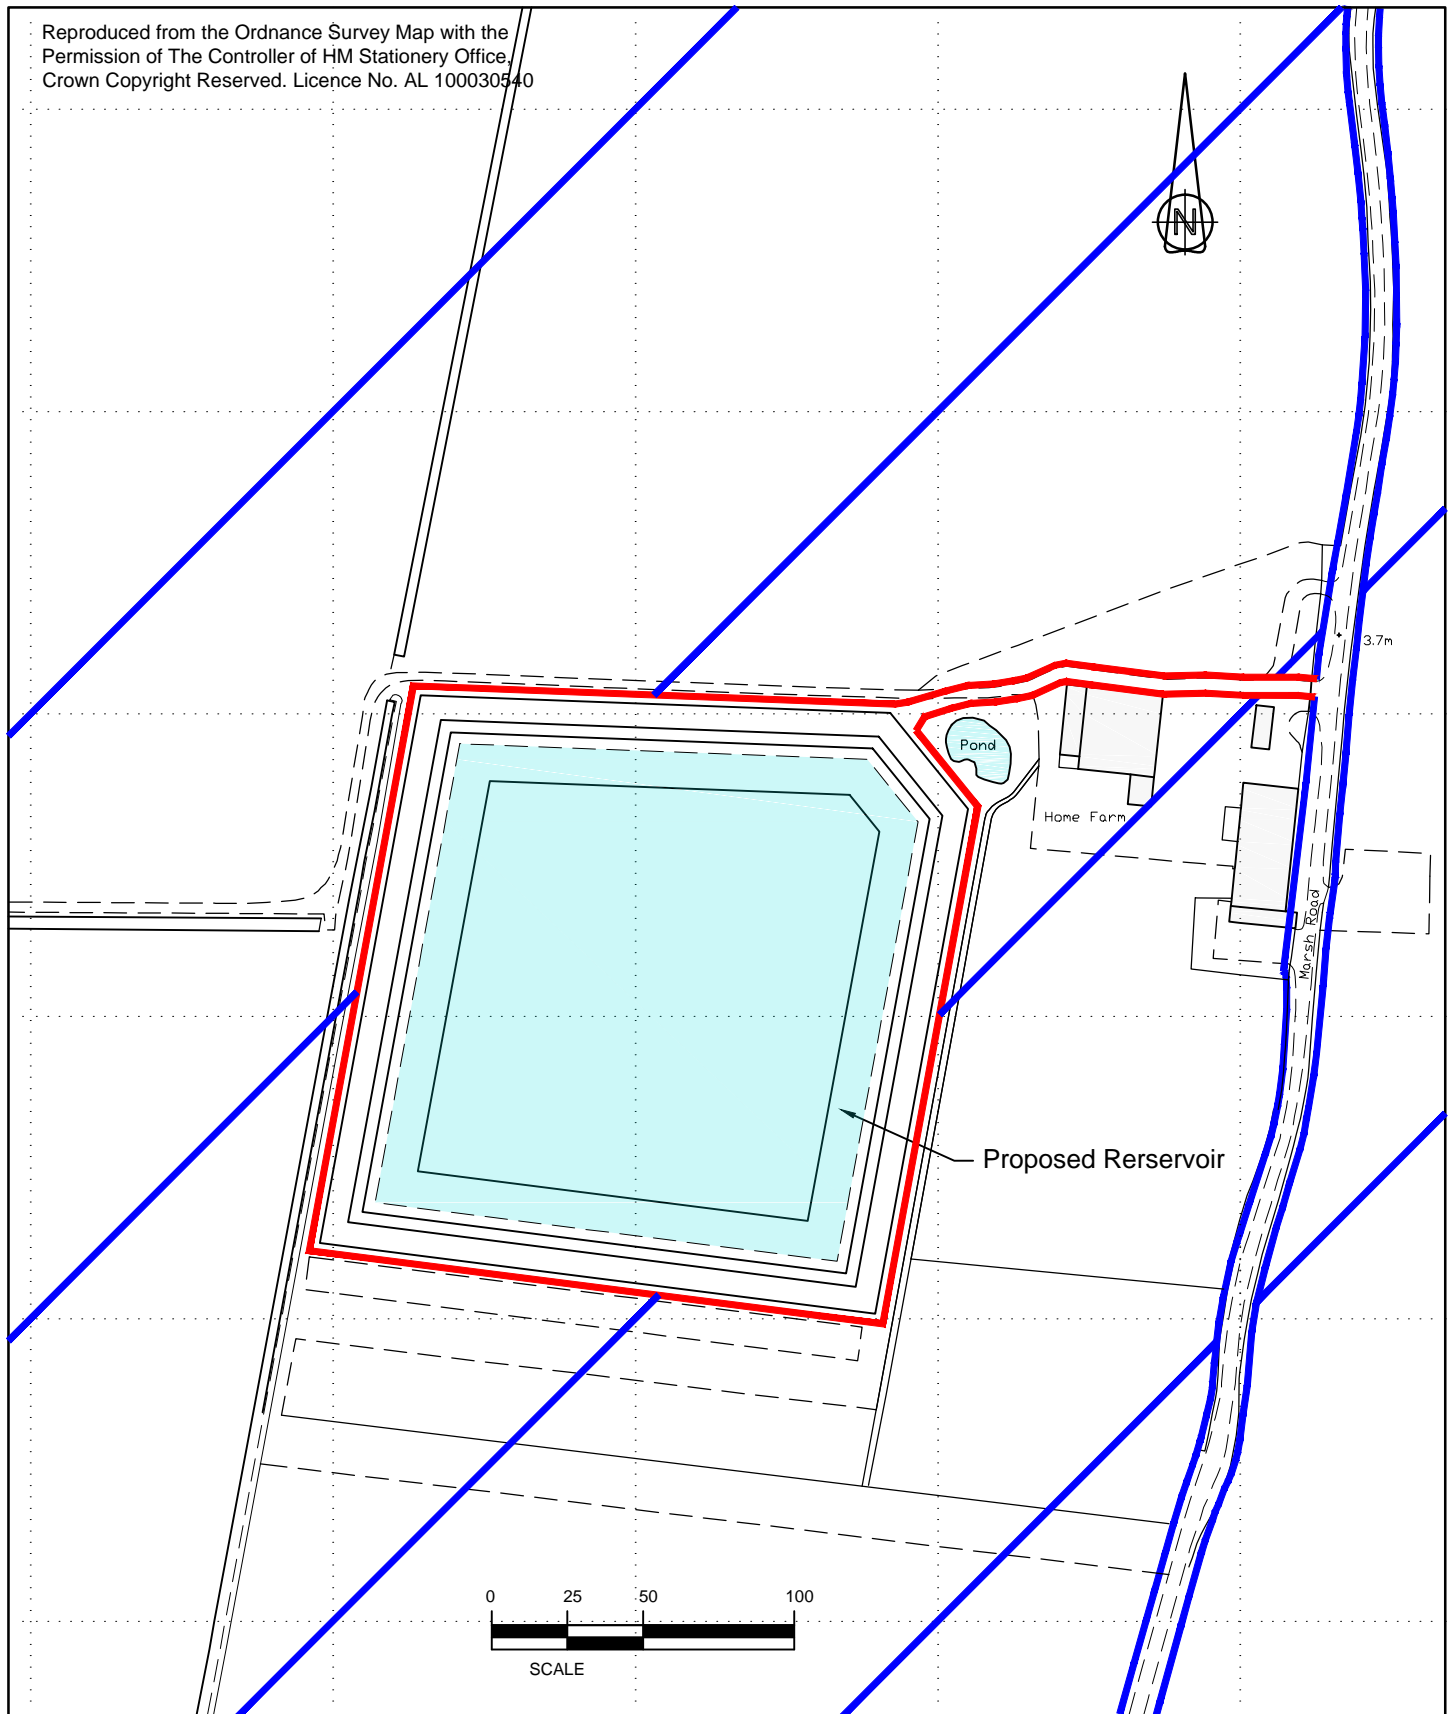 Reproduced from the Ordnance Survey Map with the
Permission of The Controller of HM Stationery Office,
Crown Copyright Reserved. Licence No. AL 100030540
N
3.7m
Pond
Home Farm
Marsh Road
Proposed Rerservoir
0 25 50 100
SCALE